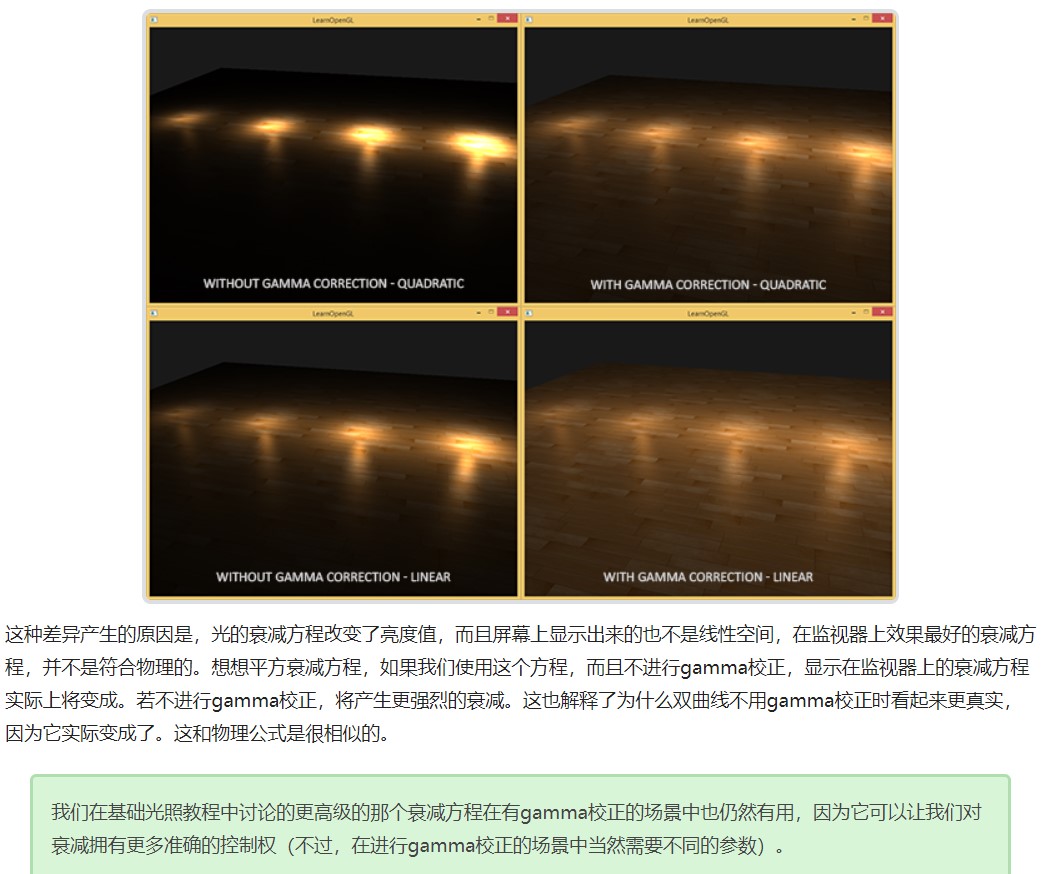 LearnOpenGL
LearnOpenGL
WITHOUT GAMMA CORRECTION - QUADRATIC
WITH GAMMA CORRECTION - QUADRATIC
LearnOpenGL
LearnOpenGL
WITHOUT GAMMA CORRECTION - LINEAR
WITH GAMMA CORRECTION - LINEAR
这种差异产生的原因是，光的衰减方程改变了亮度值，而且屏幕上显示出来的也不是线性空间，在监视器上效果最好的衰减方
程，并不是符合物理的。想想平方衰减方程，如果我们使用这个方程，而且不进行gamma校正，显示在监视器上的衰减方程
实际上将变成。若不进行gamma校正，将产生更强烈的衰减。这也解释了为什么双曲线不用gamma校正时看起来更真实，
因为它实际变成了。这和物理公式是很相似的。
我们在基础光照教程中讨论的更高级的那个衰减方程在有gamma校正的场景中也仍然有用，因为它可以让我们对
衰减拥有更多准确的控制权（不过，在进行gamma校正的场景中当然需要不同的参数）。